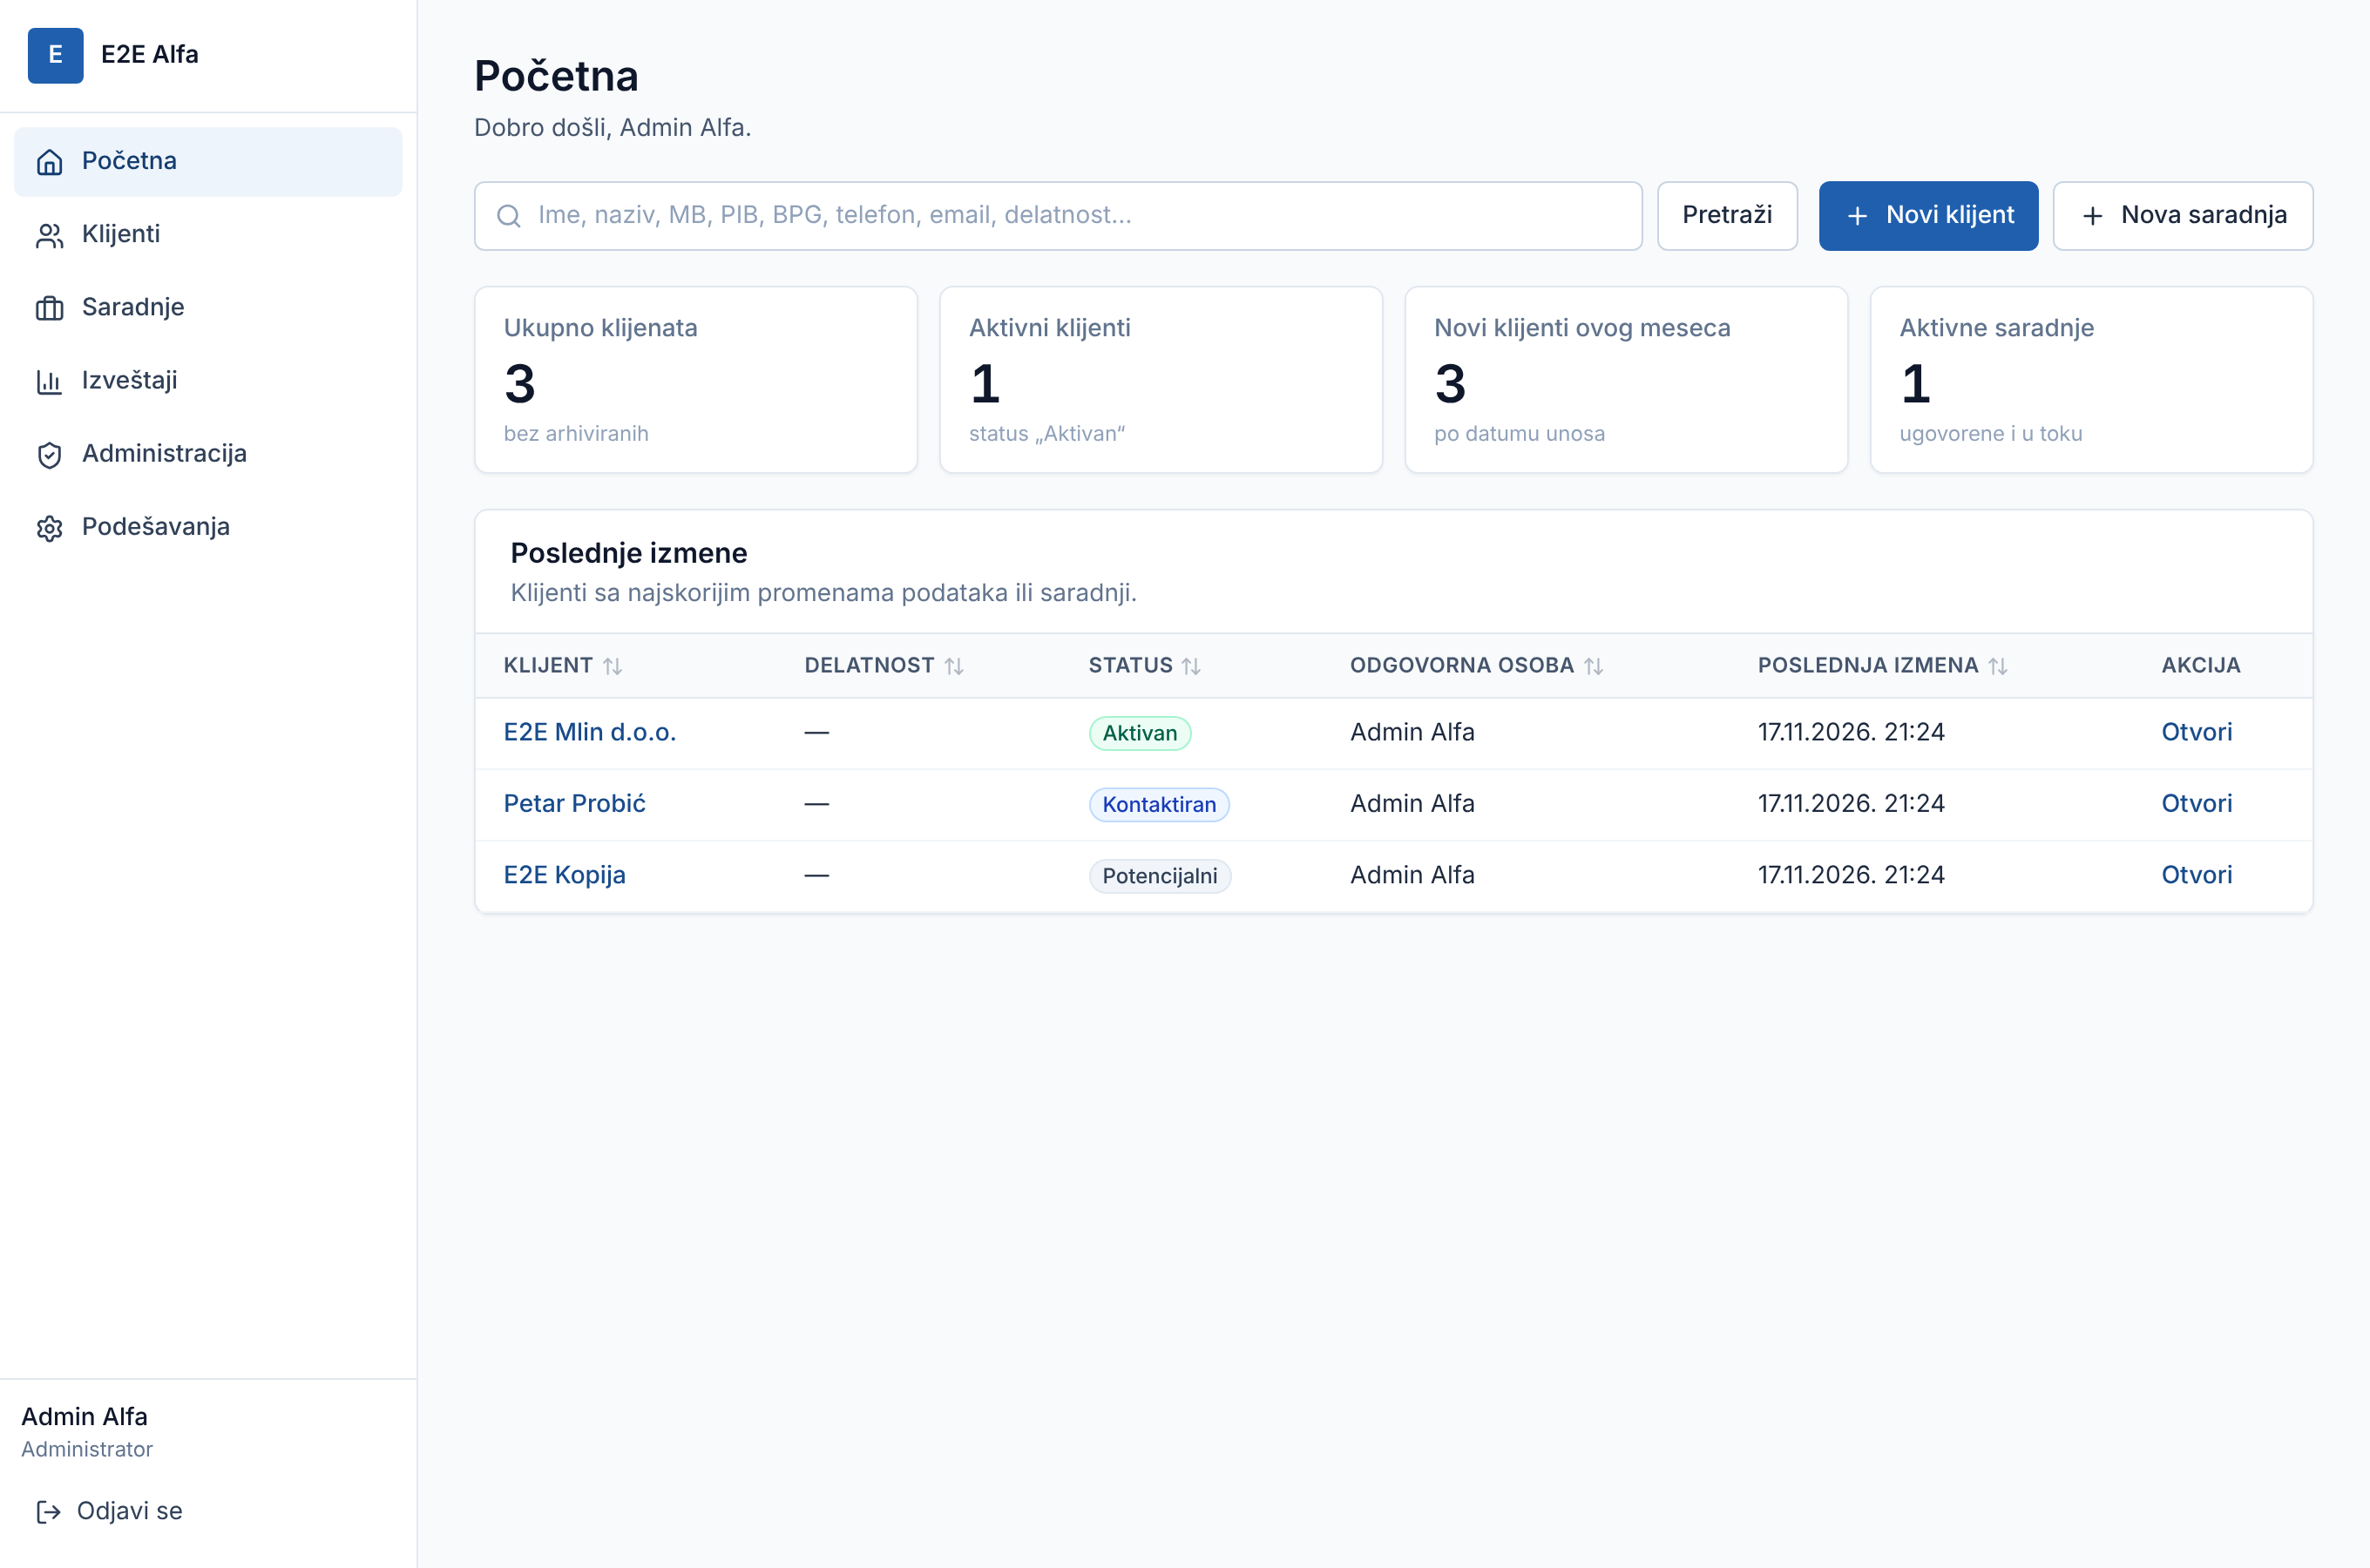 E
E2E Alfa
Početna
Klijenti
Saradnje
Izveštaji
Administracija
Podešavanja
Admin Alfa
Administrator
Odjavi se
Početna
Dobro došli, Admin Alfa.
Ime, naziv, MB, PIB, BPG, telefon, email, delatnost...
Pretraži
Novi klijent
Nova saradnja
Ukupno klijenata
3
bez arhiviranih
Aktivni klijenti
1
status „Aktivan“
Novi klijenti ovog meseca
3
po datumu unosa
Aktivne saradnje
1
ugovorene i u toku
Poslednje izmene
Klijenti sa najskorijim promenama podataka ili saradnji.
KLIJENT DELATNOST STATUS ODGOVORNA OSOBA POSLEDNJA IZMENA AKCIJA
E2E Mlin d.o.o. — Aktivan Admin Alfa 17.11.2026. 21:24 Otvori
Petar Probić — Kontaktiran Admin Alfa 17.11.2026. 21:24 Otvori
E2E Kopija — Potencijalni Admin Alfa 17.11.2026. 21:24 Otvori